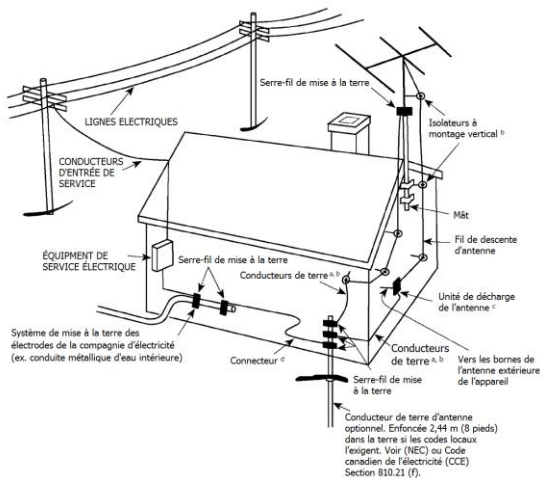 Serre-fil de mise à la terre
LIGNES ELECTRIQUES
Isolateurs à
montage vertical b
CONDUCTEURS
D'ENTRÉE DE
SERVICE
Mât
Fil de descente
d'antenne
ÉQUIPMENT DE
SERVICE ÉLECTRIQUE
Serre-fil de mise à la terre
Conducteurs de terre a, b
Unité de décharge
de l'antenne c
Système de mise à la terre des
électrodes de la compagnie d'électricité
(ex. conduite métallique d'eau intérieure)
Connecteur d
Conducteurs
de terre a, b
Vers les bornes de
l'antenne extérieure
de l'appareil
Serre-fil de mise
à la terre
Conducteur de terre d'antenne
optionnel. Enfoncée 2,44 m (8 pieds)
dans la terre si les codes locaux
l'exigent. Voir (NEC) ou Code
canadien de l'électricité (CCE)
Section 810.21 (f).